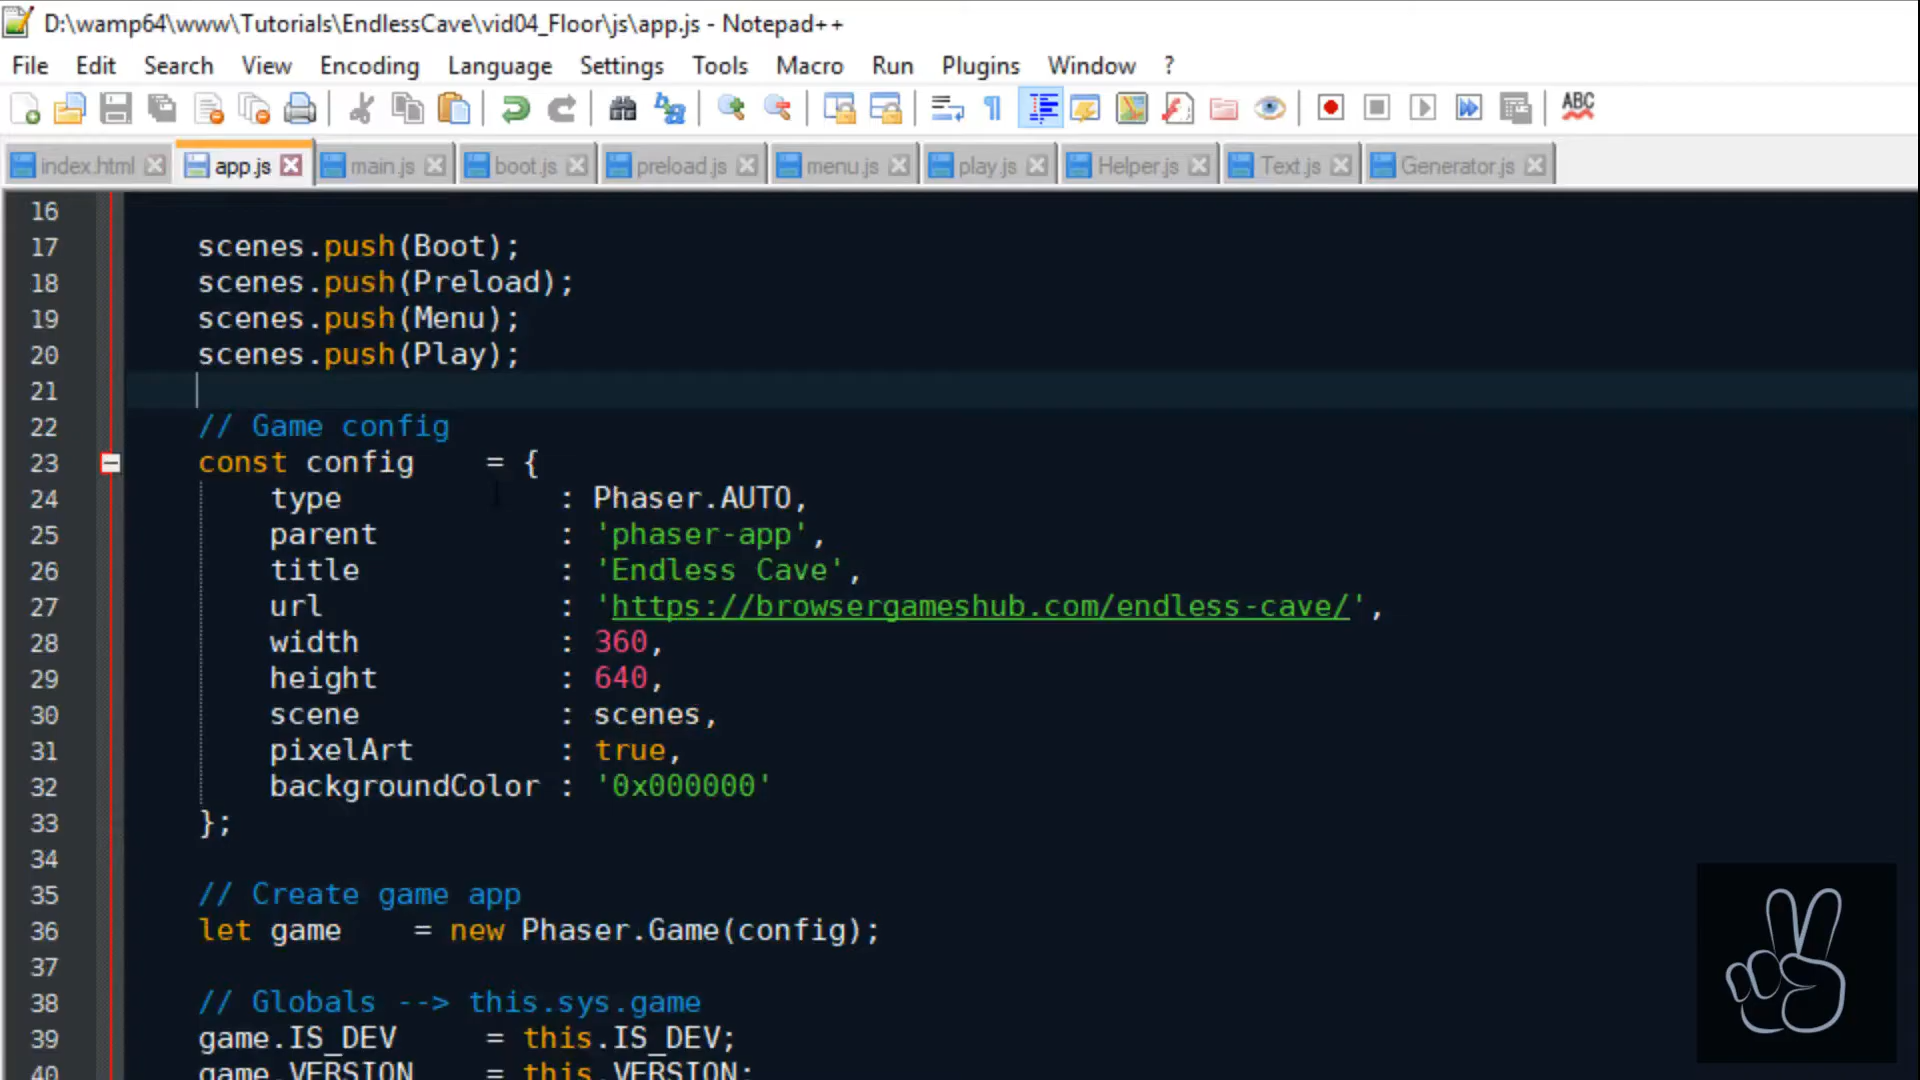 D:\wamp64\www\Tutorials\EndlessCave\vid04_Floor\js\app.js - Notepad++
File Edit Search View Encoding Language Settings Tools Macro Run Plugins Window ?
ABC
index.html app.js main.js boot.js preload.js menu.js play.js Helper.js Text.js Generator.js
16
17 scenes.push(Boot);
18 scenes.push(Preload);
19 scenes.push(Menu);
20 scenes.push(Play);
21
22 // Game config
23 const config = {
24 type : Phaser.AUTO,
25 parent : 'phaser-app',
26 title : 'Endless Cave',
27 url : 'https://browsergameshub.com/endless-cave/',
28 width : 360,
29 height : 640,
30 scene : scenes,
31 pixelArt : true,
32 backgroundColor : '0x000000'
33 };
34
35 // Create game app
36 let game = new Phaser.Game(config);
37
38 // Globals --> this.sys.game
39 game.IS_DEV = this.IS_DEV;
40 game.VERSION = this.VERSION;